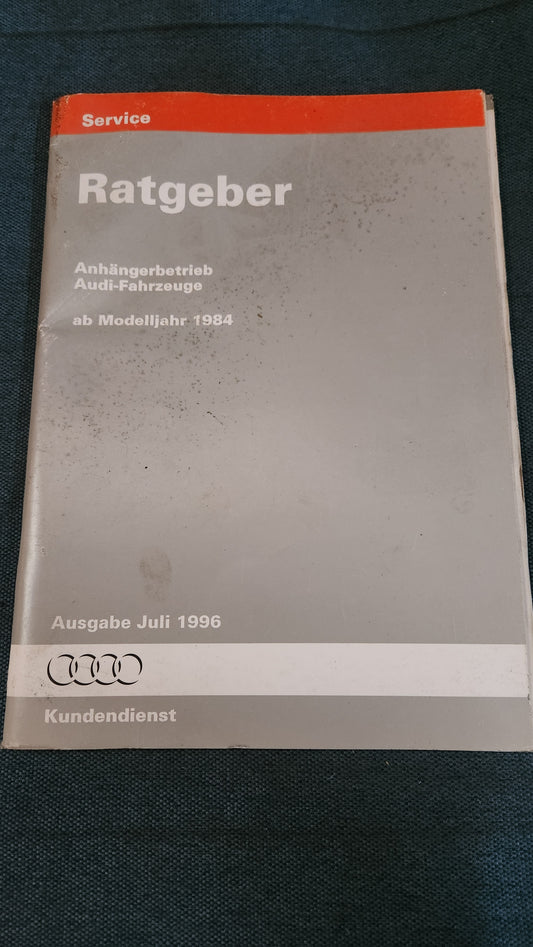 Service
Ratgeber
Anhängerbetrieb
Audi-Fahrzeuge
ab Modelljahr 1984
Ausgabe Juli 1996
Kundendienst